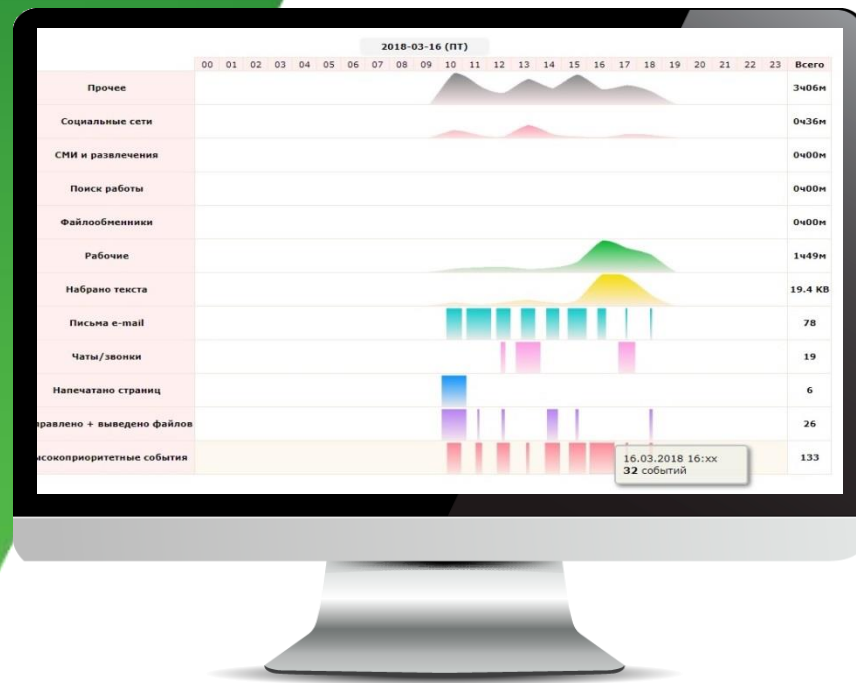 2018-03-16 (ПТ)
00 01 02 03 04 05 06 07 08 09 10 11 12 13 14 15 16 17 18 19 20 21 22 23 Всего
Прочее 3ч06м
Социальные сети 0ч36м
СМИ и развлечения 0ч00м
Поиск работы 0ч00м
Файлообменники 0ч00м
Рабочие 1ч49м
Набрано текста 19.4 KB
Письма e-mail 78
Чаты/звонки 19
Напечатано страниц 6
правлено + выведено файлов 26
сокоприоритетные события 133
16.03.2018 16:xx
32 событий